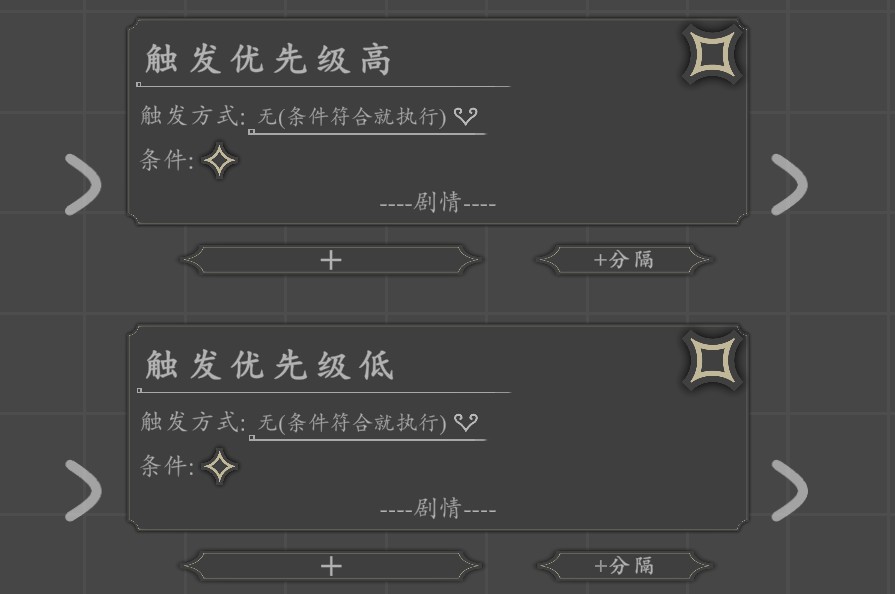 触发优先级高
触发方式: 无(条件符合就执行)
条件:
----剧情----
+
+分隔
触发优先级低
触发方式: 无(条件符合就执行)
条件:
----剧情----
+
+分隔